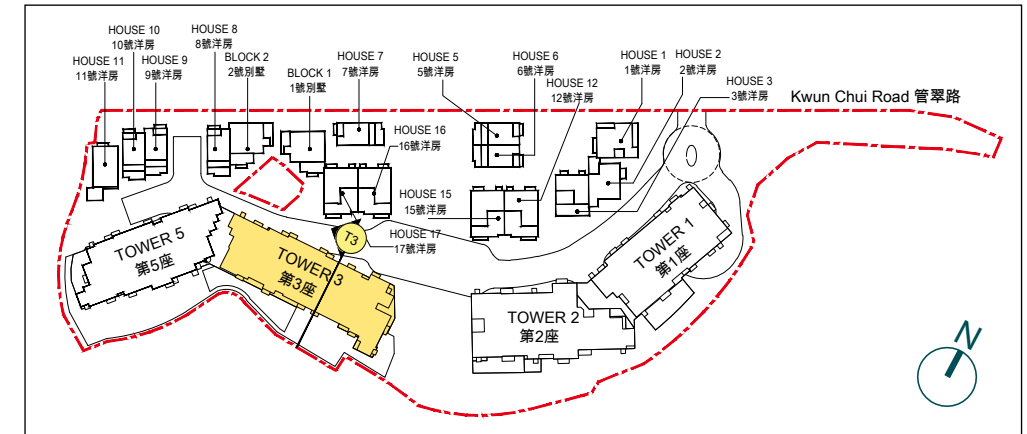 HOUSE 10
10號洋房
HOUSE 8
8號洋房
HOUSE 11
11號洋房
HOUSE 9
9號洋房
BLOCK 2
2號別墅
BLOCK 1
1號別墅
HOUSE 7
7號洋房
HOUSE 5
5號洋房
HOUSE 6
6號洋房
HOUSE 12
12號洋房
HOUSE 1
1號洋房
HOUSE 2
2號洋房
HOUSE 3
3號洋房
Kwun Chui Road 管翠路
HOUSE 16
16號洋房
HOUSE 15
15號洋房
HOUSE 17
17號洋房
T3
TOWER 5
第5座
TOWER 3
第3座
TOWER 2
第2座
TOWER 1
第1座
N